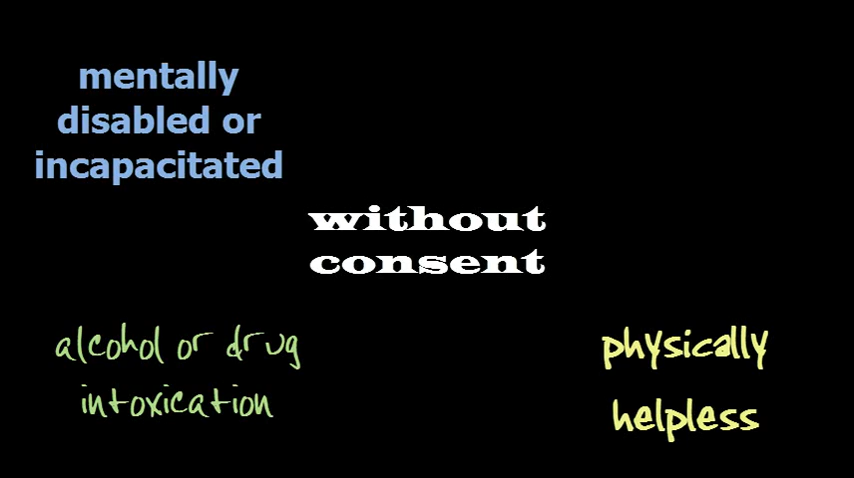 mentally
disabled or
incapacitated
without
consent
alcohol or drug
intoxication
physically
helpless